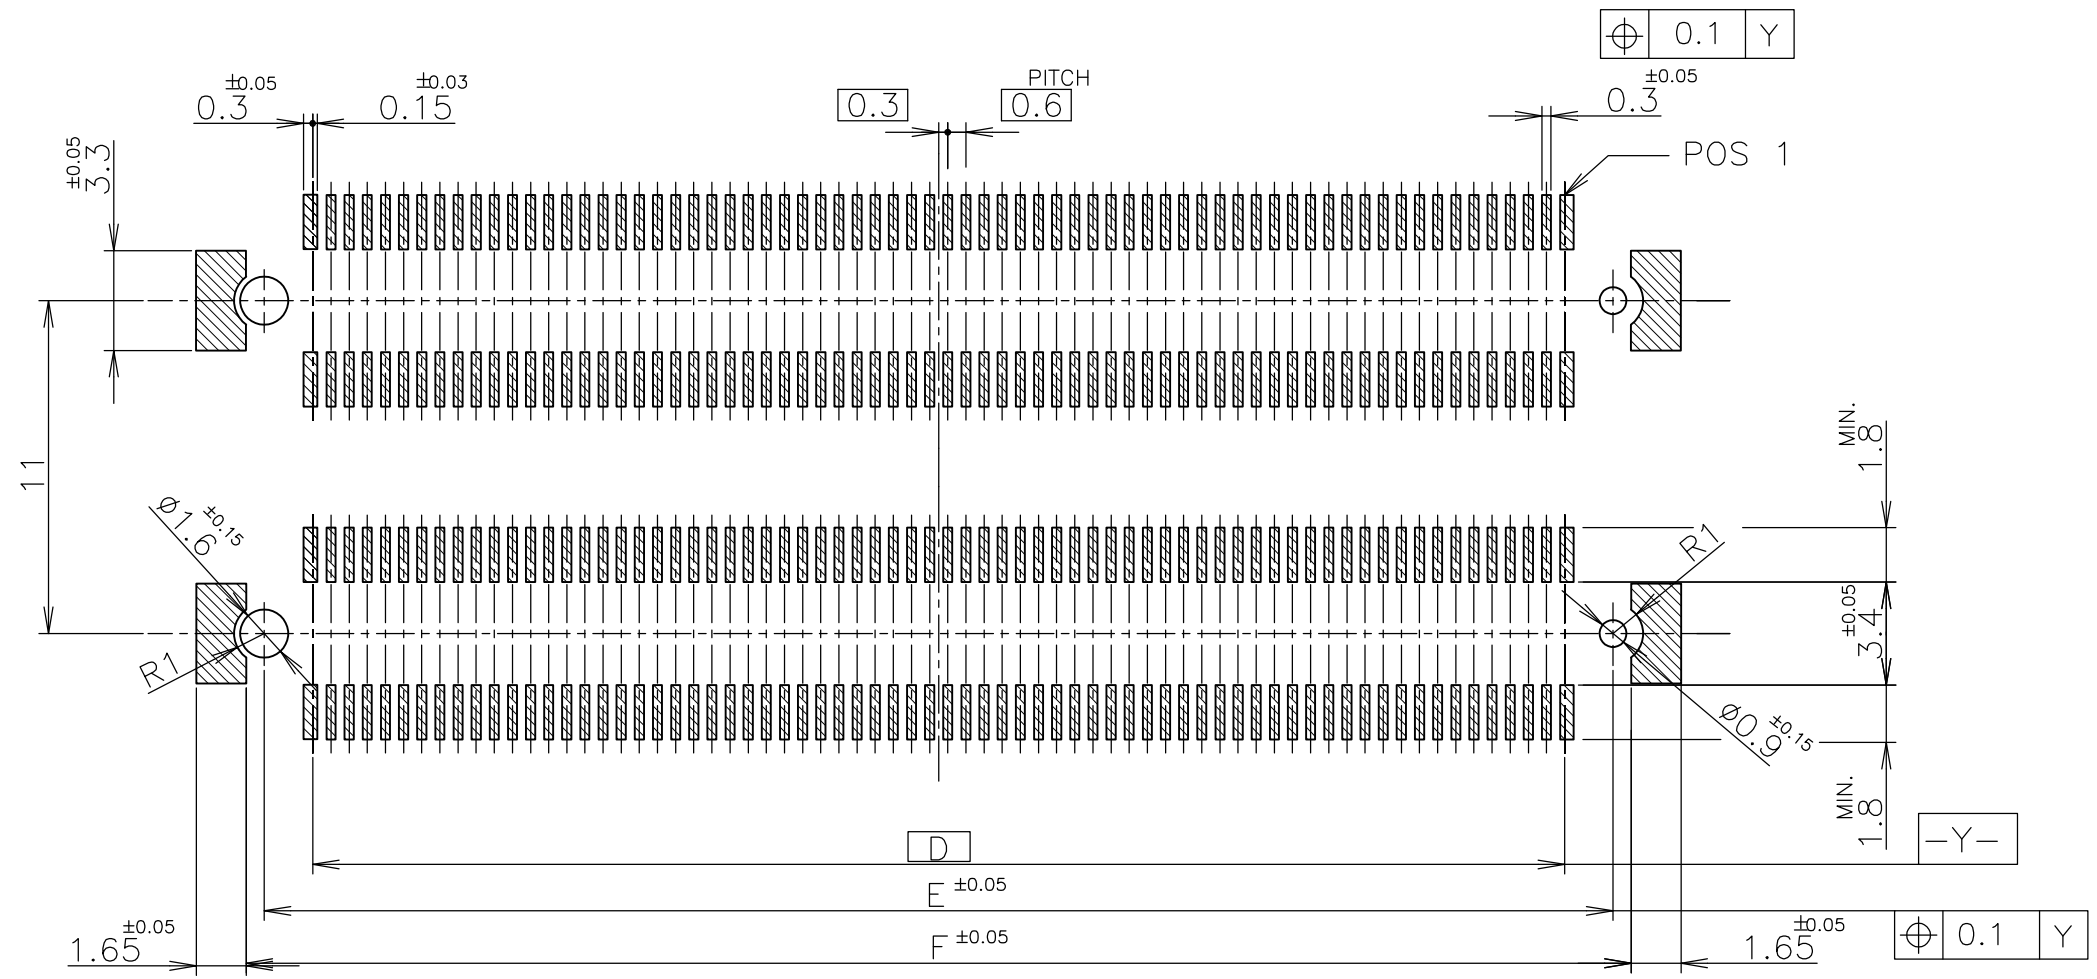 ⌖ 0.1 Y
0.3 ±0.05
0.15 ±0.03
0.3
PITCH
0.6
0.3 ±0.05
POS 1
3.3 ±0.05
11
Ø1.6 ±0.15
R1
MIN.
1.8
R1
3.4 ±0.05
Ø0.9 ±0.15
MIN.
1.8
-Y-
D
E ±0.05
⌖ 0.1 Y
1.65 ±0.05
F ±0.05
1.65 ±0.05